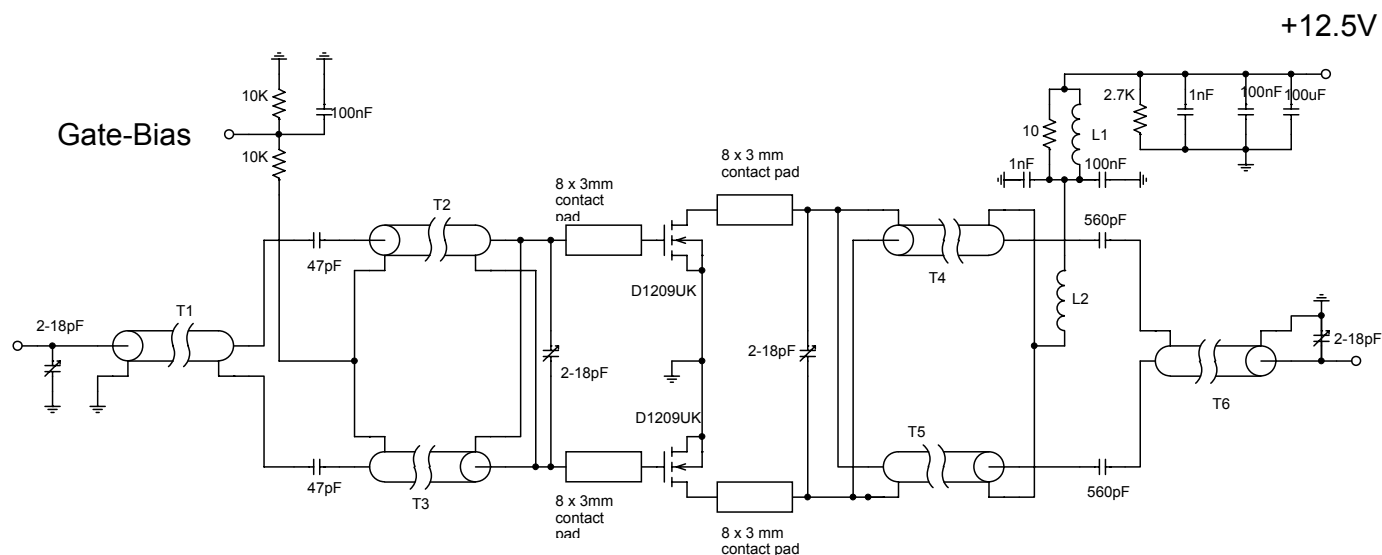 +12.5V
10K
100nF
Gate-Bias
10K
2.7K
1nF
100nF
100uF
10
L1
1nF
100nF
8 x 3 mm
contact pad
8 x 3mm
contact
pad
T2
47pF
560pF
T4
D1209UK
L2
T1
2-18pF
2-18pF
2-18pF
2-18pF
T6
D1209UK
T5
47pF
T3
560pF
8 x 3mm
contact
pad
8 x 3 mm
contact pad